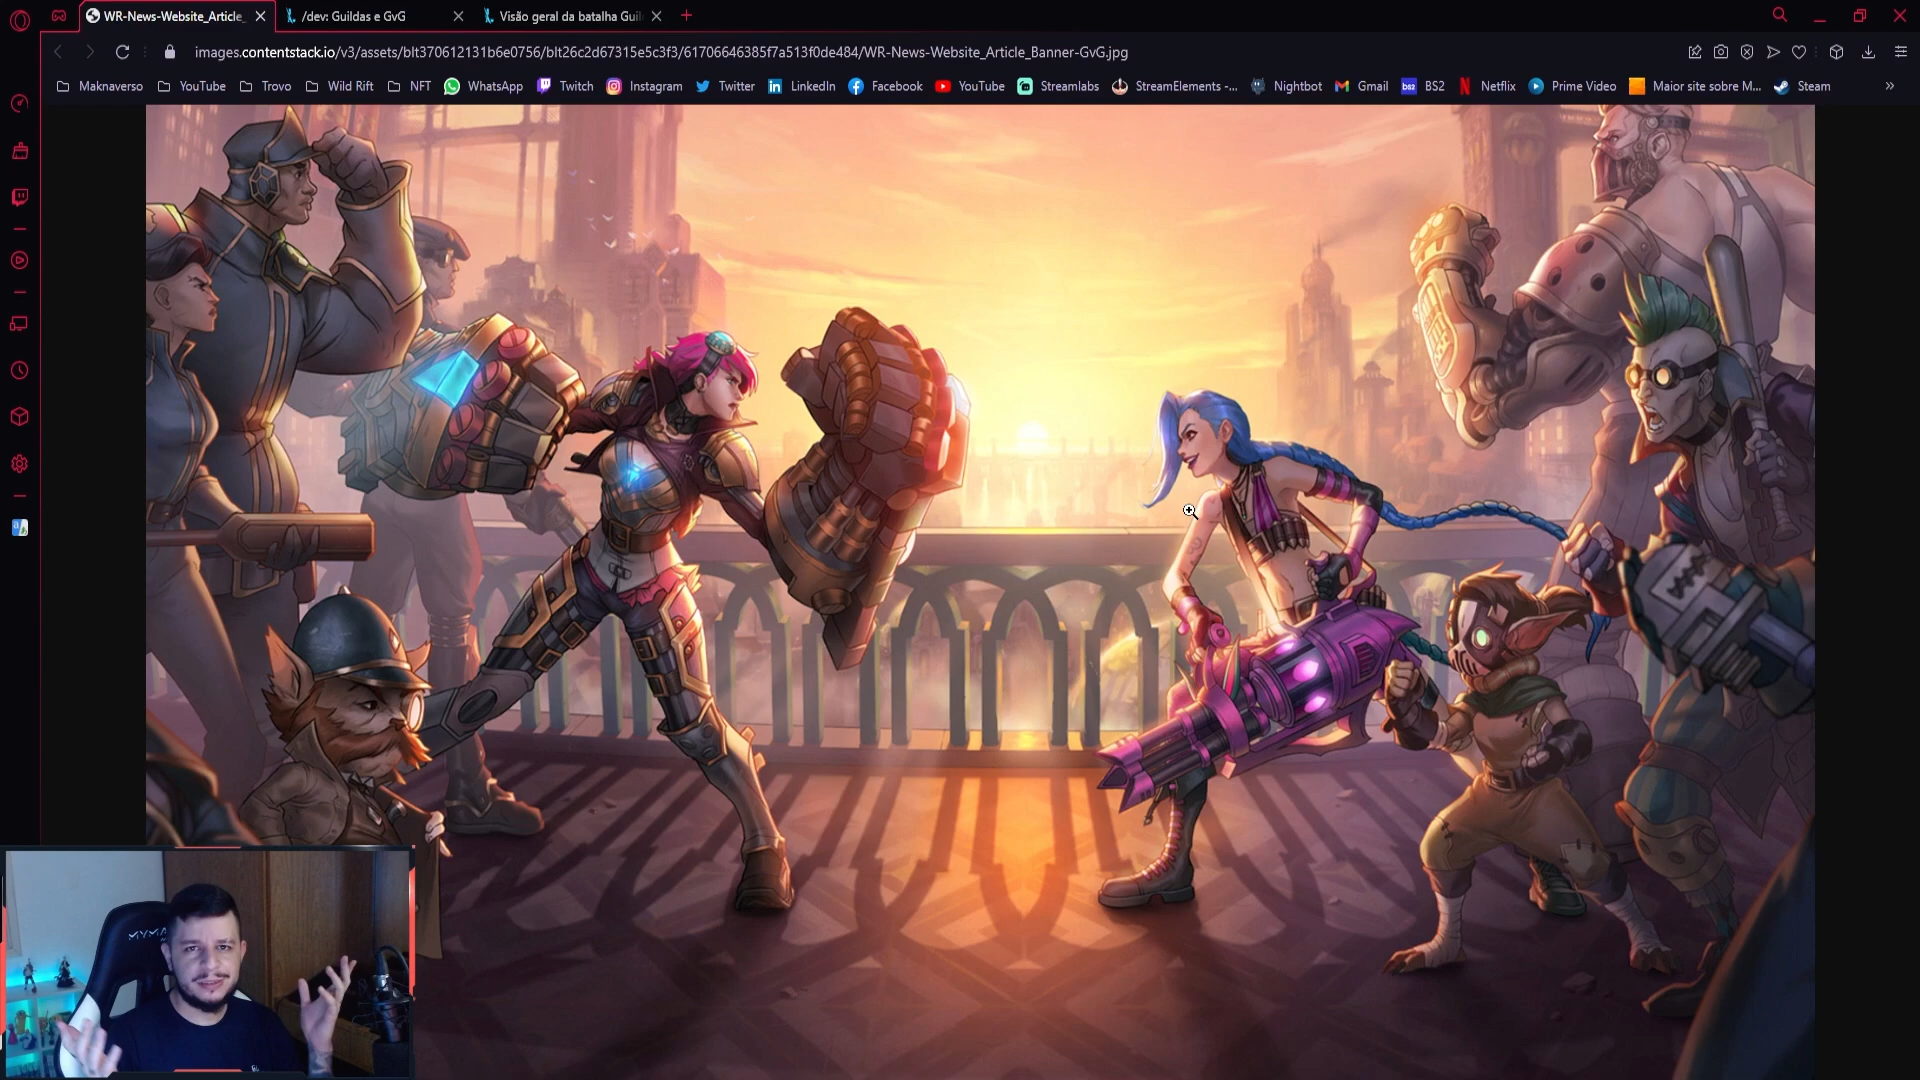 WR-News-Website_Article_
/dev: Guildas e GvG
Visão geral da batalha Guil
images.contentstack.io/v3/assets/blt370612131b6e0756/blt26c2d67315e5c3f3/61706646385f7a513f0de484/WR-News-Website_Article_Banner-GvG.jpg
Maknaverso YouTube Trovo Wild Rift NFT WhatsApp Twitch Instagram Twitter LinkedIn Facebook YouTube Streamlabs StreamElements -... Nightbot Gmail BS2 Netflix Prime Video Maior site sobre M... Steam